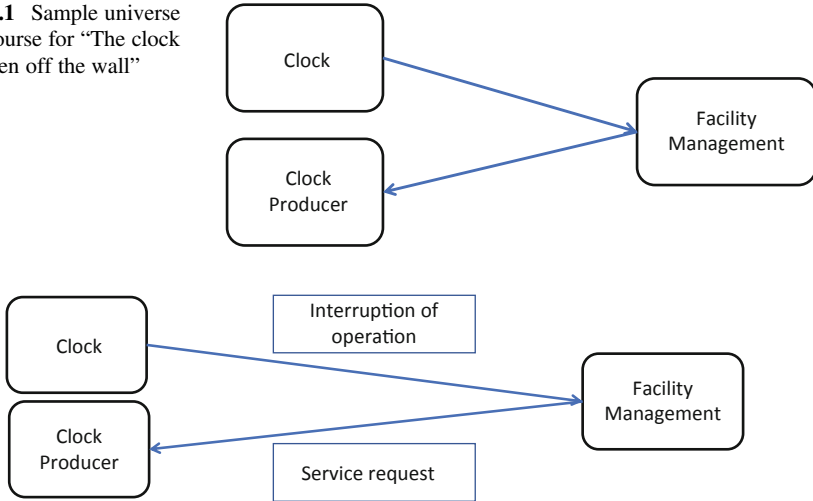 .1 Sample universe
ourse for “The clock
en off the wall”
Clock
Facility
Management
Clock
Producer
Interruption of
operation
Clock
Facility
Management
Clock
Producer
Service request